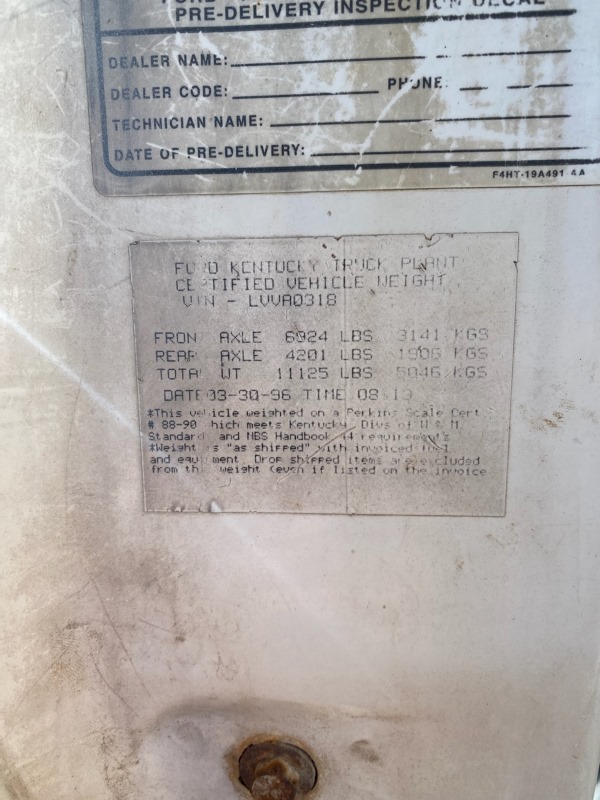 PRE-DELIVERY INSPECTION DECAL
DEALER NAME:
DEALER CODE: PHONE:
TECHNICIAN NAME:
DATE OF PRE-DELIVERY:
F4HT-19A491 4A
FORD KENTUCKY TRUCK PLANT
CERTIFIED VEHICLE WEIGHT
VIN - LVVA0318
FRONT AXLE 6924 LBS 3141 KGS
REAR AXLE 4201 LBS 1906 KGS
TOTAL WT 11125 LBS 5046 KGS
DATE 03-30-96 TIME 08:13
*This vehicle weighted on a Perkins Scale Cert
# 88-90 which meets Kentucky Divs of W & M
Standard and NBS Handbook 44 requirements
*Weight is "as shipped" with invoiced fuel
and equipment. Drop shipped items are excluded
from the weight (even if listed on the invoice